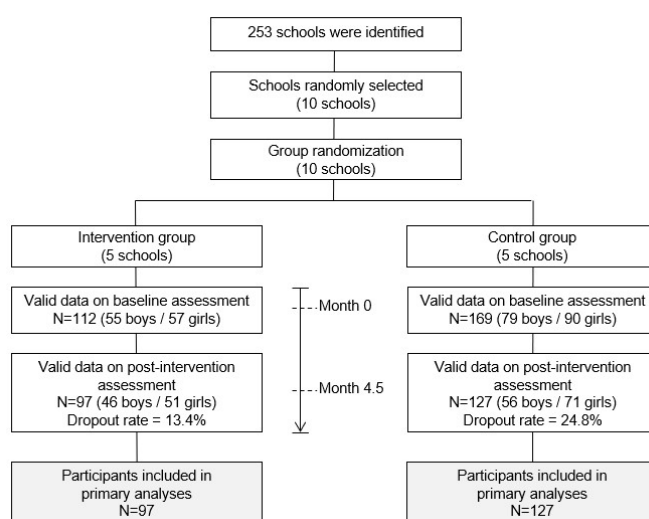 253 schools were identified
Schools randomly selected
(10 schools)
Group randomization
(10 schools)
Intervention group
(5 schools)
Control group
(5 schools)
Valid data on baseline assessment
N=112 (55 boys / 57 girls)
Month 0
Valid data on baseline assessment
N=169 (79 boys / 90 girls)
Valid data on post-intervention
assessment
N=97 (46 boys / 51 girls)
Dropout rate = 13.4%
Month 4.5
Valid data on post-intervention
assessment
N=127 (56 boys / 71 girls)
Dropout rate = 24.8%
Participants included in
primary analyses
N=97
Participants included in
primary analyses
N=127